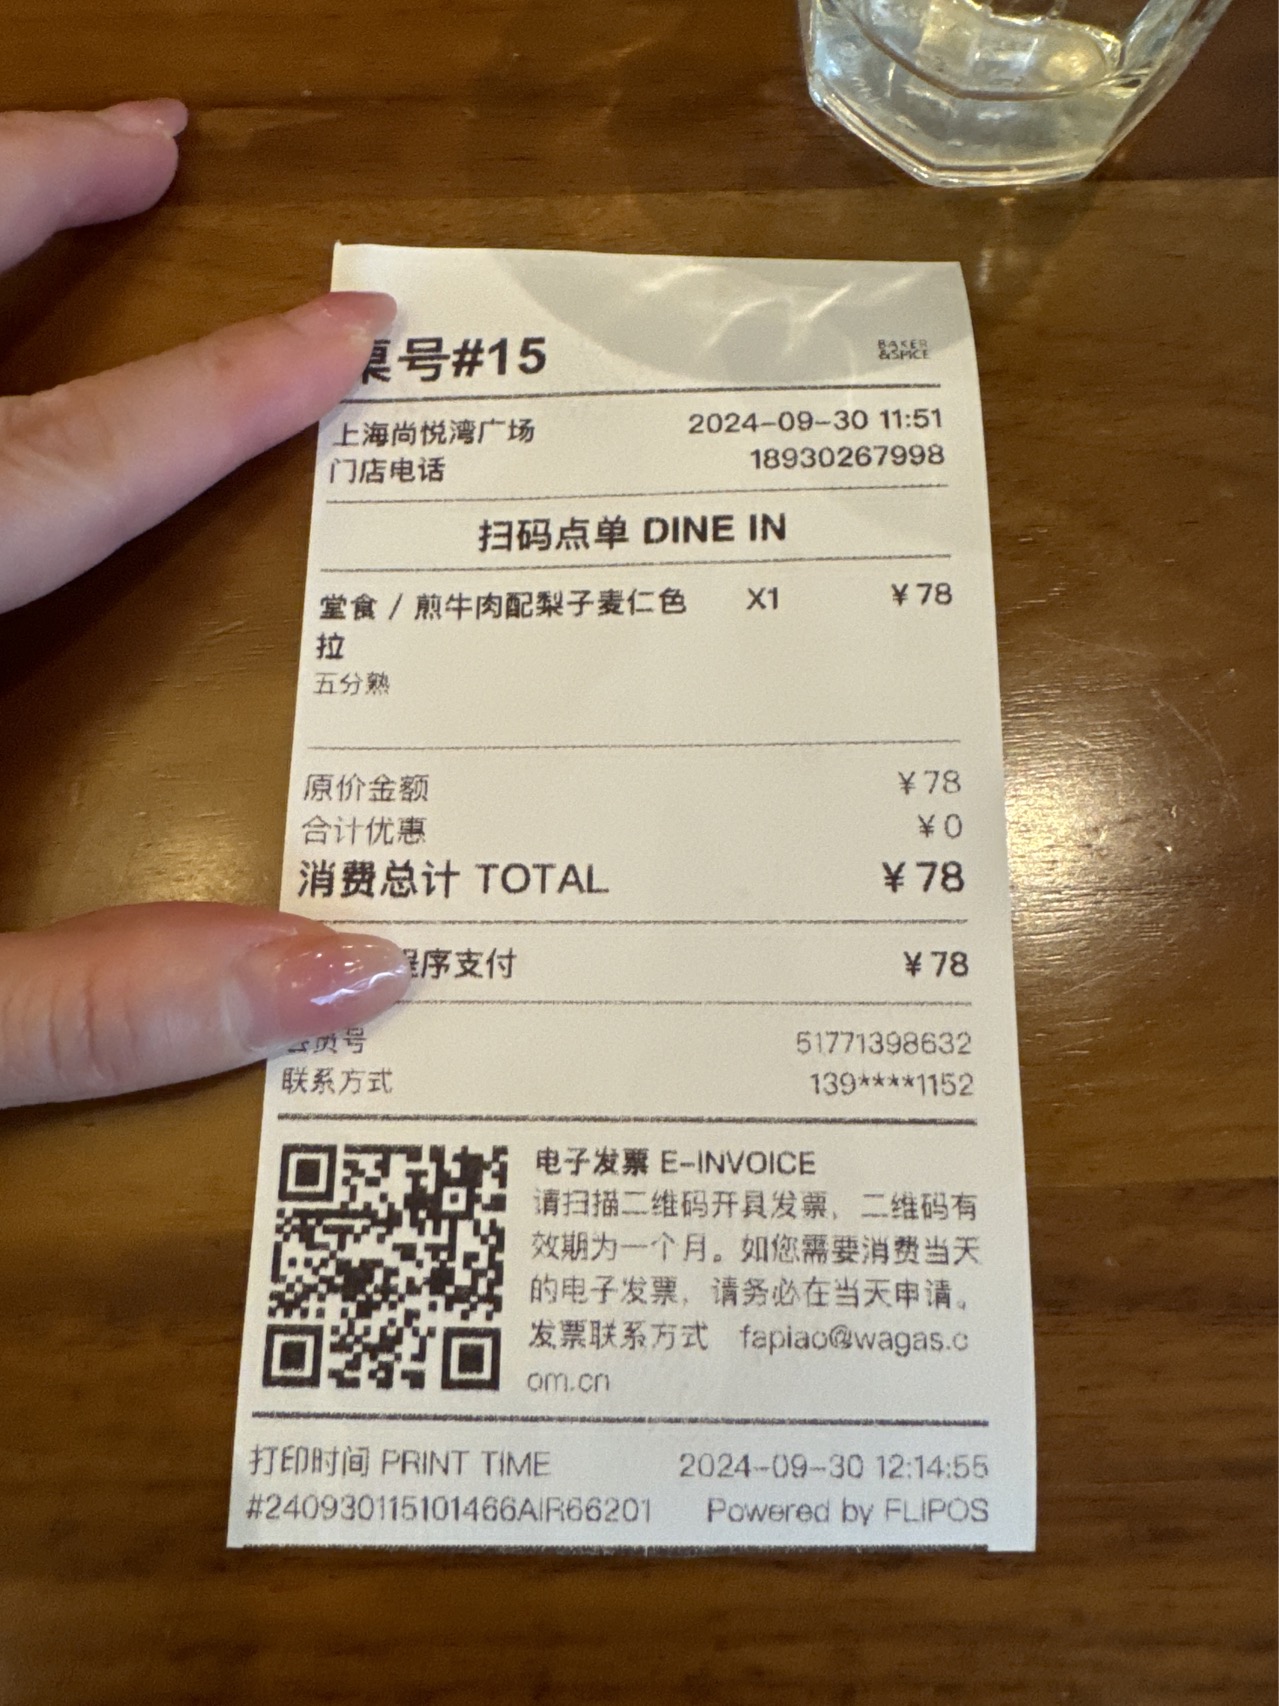 桌号#15
BAKER
&SPICE
上海尚悦湾广场 2024-09-30 11:51
门店电话 18930267998
扫码点单 DINE IN
堂食 / 煎牛肉配梨子麦仁色 X1 ¥78
拉
五分熟
原价金额 ¥78
合计优惠 ¥0
消费总计 TOTAL ¥78
程序支付 ¥78
会员号 51771398632
联系方式 139****1152
电子发票 E-INVOICE
请扫描二维码开具发票，二维码有
效期为一个月。如您需要消费当天
的电子发票，请务必在当天申请。
发票联系方式 fapiao@wagas.c
om.cn
打印时间 PRINT TIME 2024-09-30 12:14:55
#240930115101466AIR66201 Powered by FLIPOS